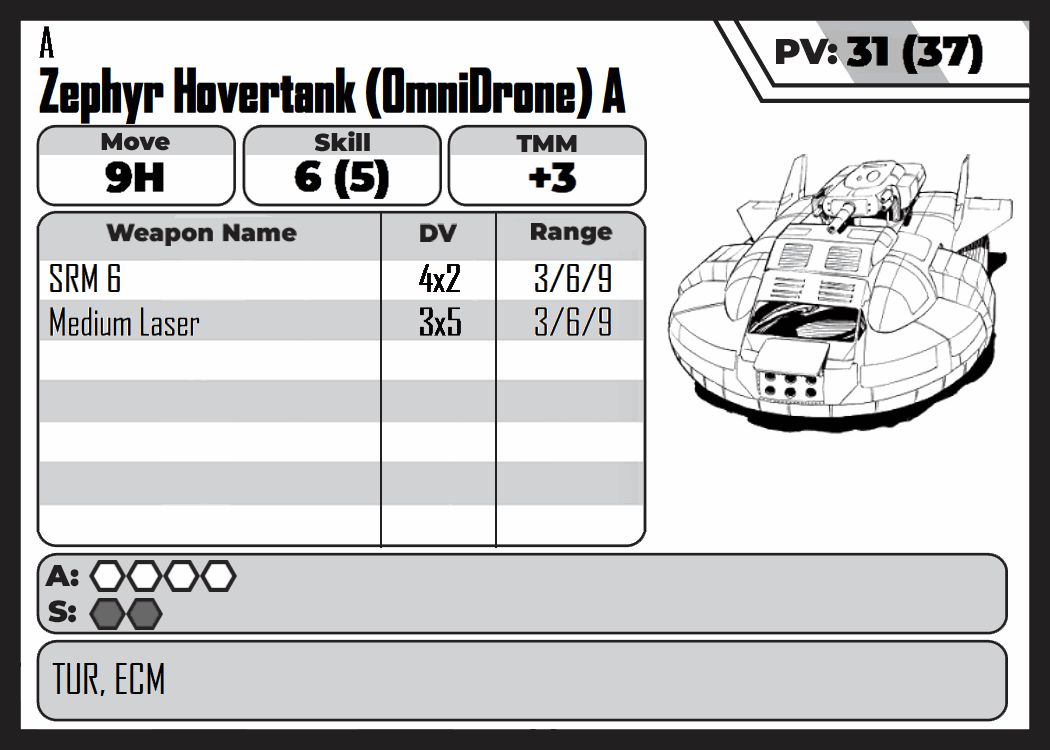 A
PV: 31 (37)
Zephyr Hovertank (OmniDrone) A
Move Skill TMM
9H 6 (5) +3
Weapon Name DV Range
SRM 6 4x2 3/6/9
Medium Laser 3x5 3/6/9
A:
S:
TUR, ECM